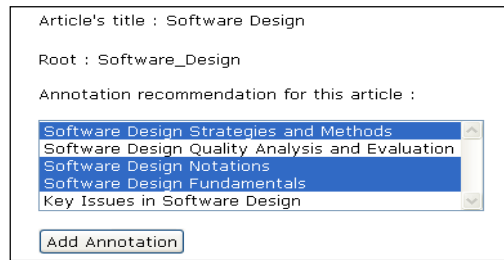 Article's title : Software Design
Root : Software_Design
Annotation recommendation for this article :
Software Design Strategies and Methods
Software Design Quality Analysis and Evaluation
Software Design Notations
Software Design Fundamentals
Key Issues in Software Design
Add Annotation